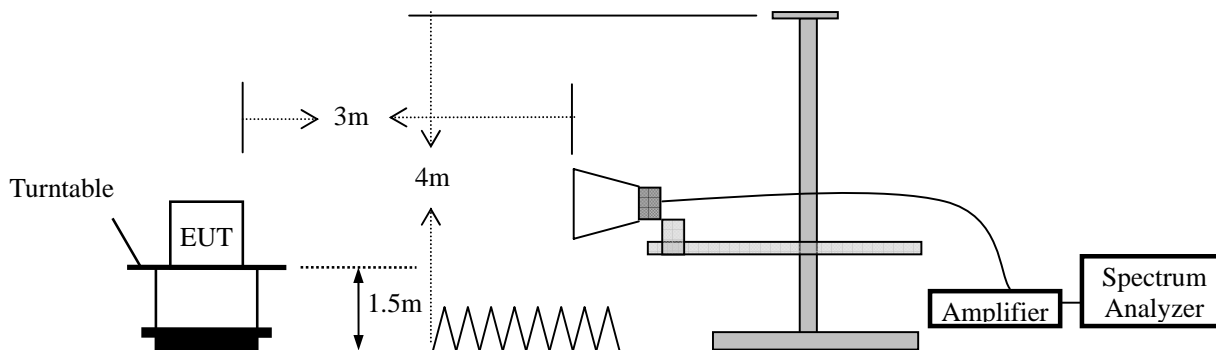 3m
4m
Turntable
EUT
1.5m
Amplifier
Spectrum
Analyzer